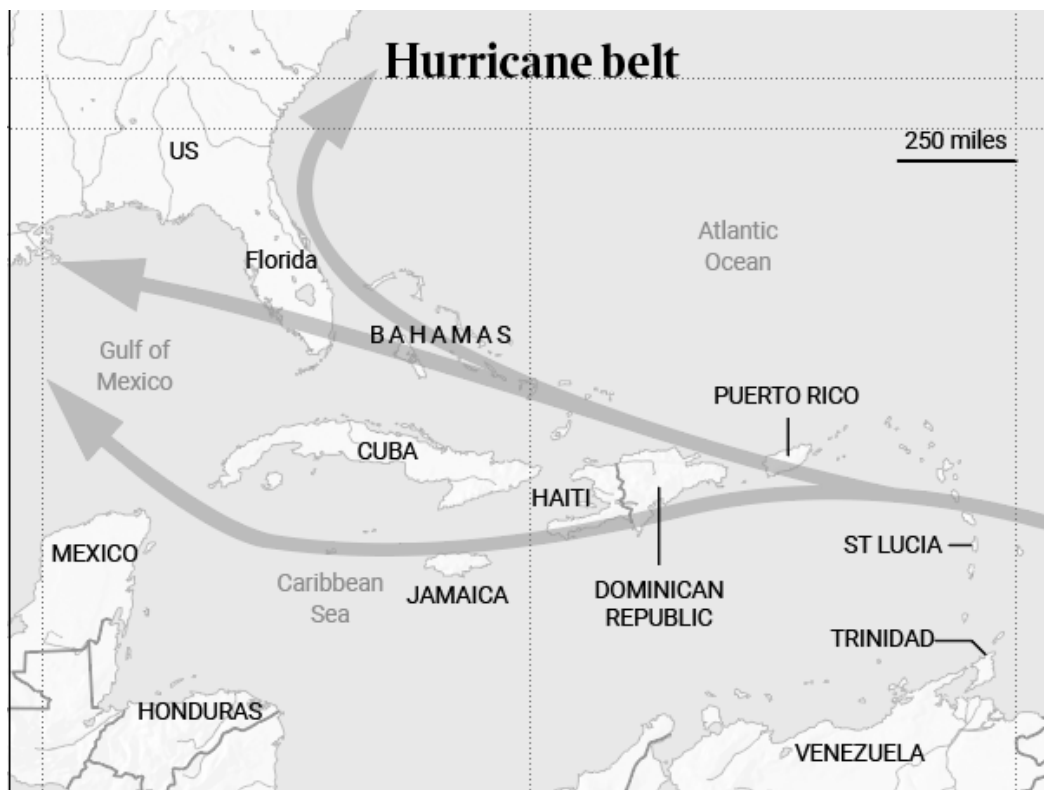 Hurricane belt
250 miles
US
Atlantic
Ocean
Florida
BAHAMAS
Gulf of
Mexico
PUERTO RICO
CUBA
HAITI
MEXICO
ST LUCIA
Caribbean
Sea
JAMAICA
DOMINICAN
REPUBLIC
TRINIDAD
HONDURAS
VENEZUELA